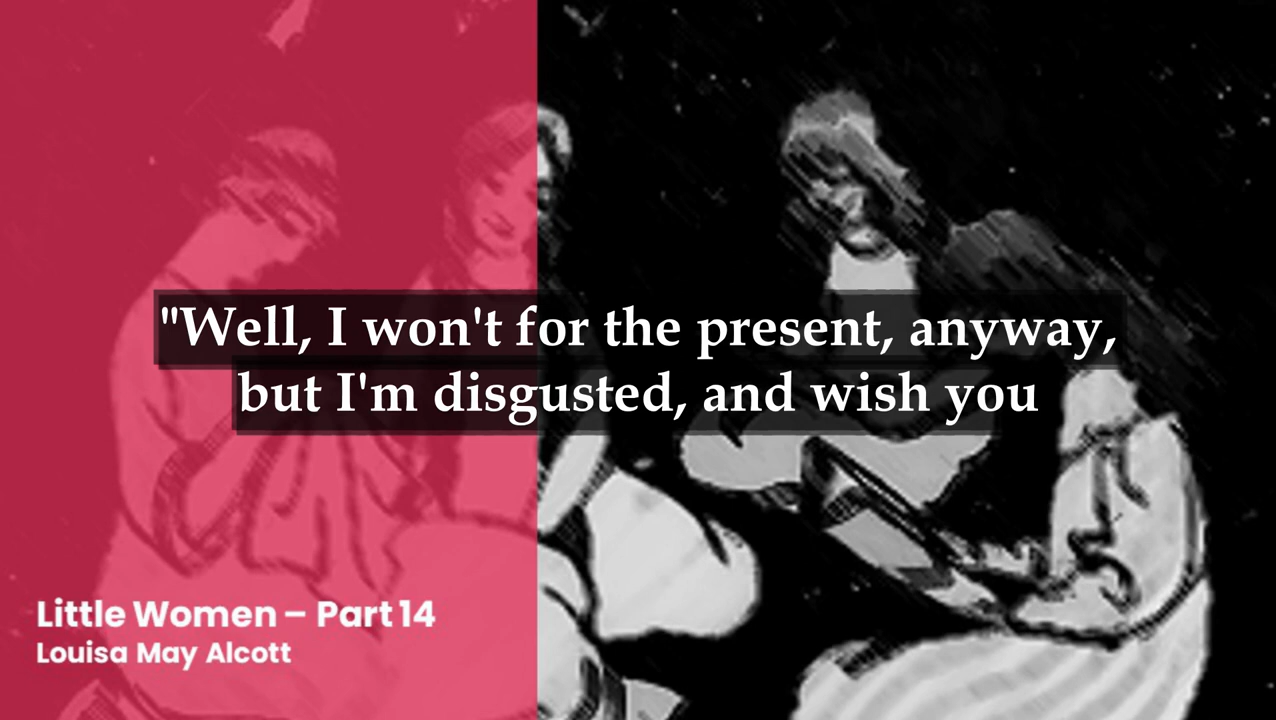 "Well, I won't for the present, anyway,
but I'm disgusted, and wish you
Little Women – Part 14
Louisa May Alcott